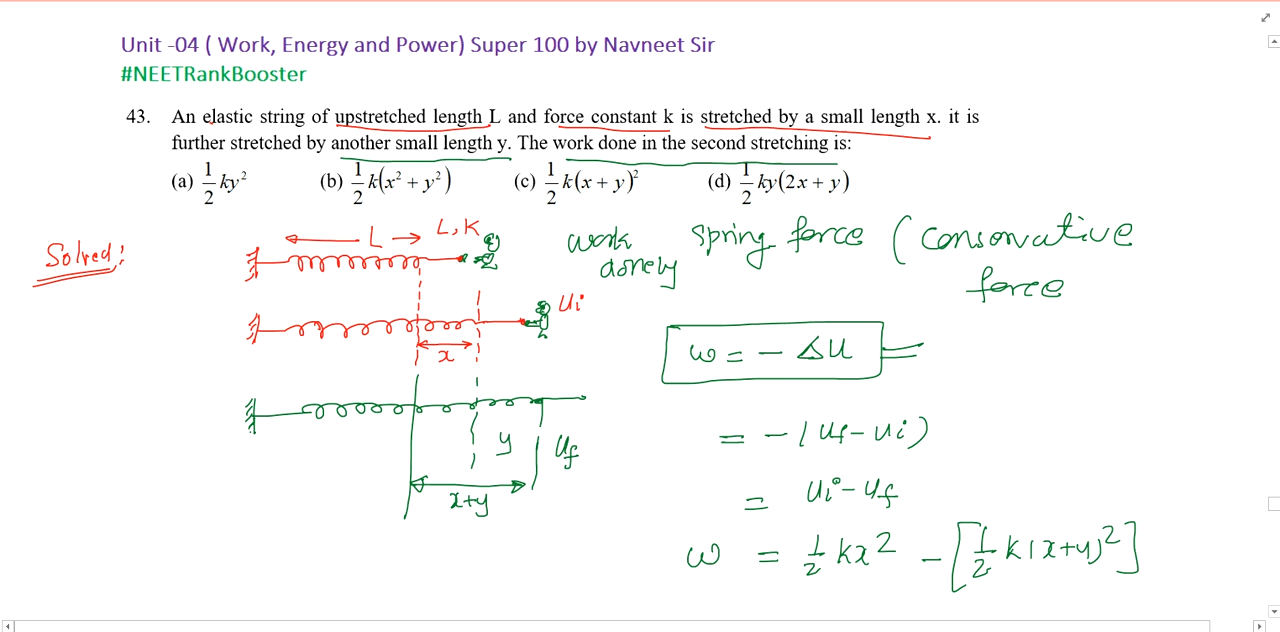 Unit -04 ( Work, Energy and Power) Super 100 by Navneet Sir
#NEETRankBooster
43. An elastic string of upstretched length L and force constant k is stretched by a small length x. it is
further stretched by another small length y. The work done in the second stretching is:
(a) 1/2 ky² (b) 1/2 k(x² + y²) (c) 1/2 k(x + y)² (d) 1/2 ky(2x + y)
Solved:
L
L, K
work donely spring force (consorvative force
Ui
x
w = - ΔU
y
Uf
x+y
= - (Uf - Ui)
= Ui - Uf
w = 1/2 kx² - [1/2 k(x+y)²]